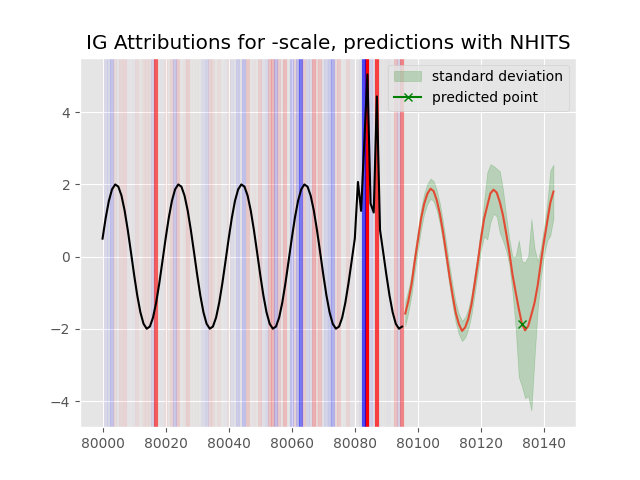 IG Attributions for -scale, predictions with NHITS
standard deviation
predicted point
4
2
0
−2
−4
80000 80020 80040 80060 80080 80100 80120 80140